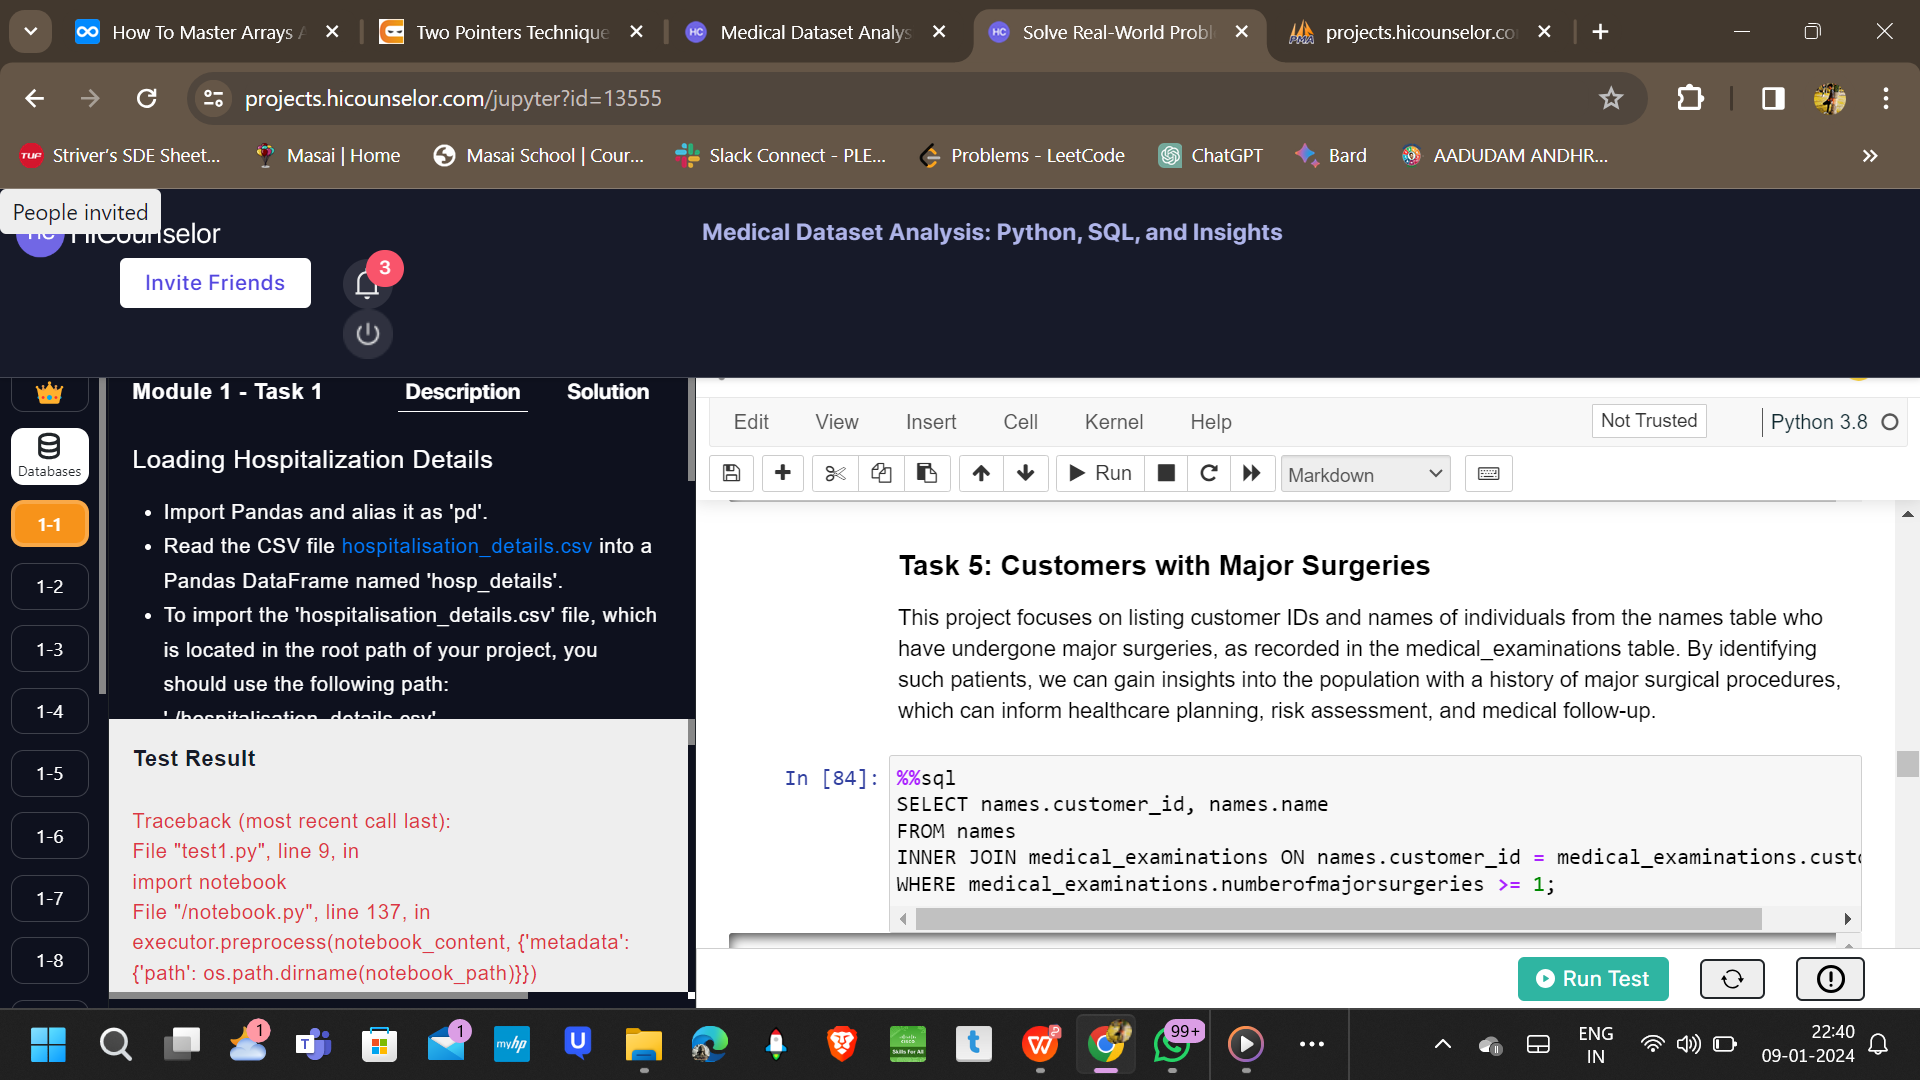 How To Master Arrays A
Two Pointers Technique
Medical Dataset Analys
Solve Real-World Probl
projects.hicounselor.co
projects.hicounselor.com/jupyter?id=13555
Striver's SDE Sheet...
Masai | Home
Masai School | Cour...
Slack Connect - PLE...
Problems - LeetCode
ChatGPT
Bard
AADUDAM ANDHR...
People invited
HiCounselor
Medical Dataset Analysis: Python, SQL, and Insights
Invite Friends
3
Module 1 - Task 1
Description
Solution
Databases
1-1
1-2
1-3
1-4
1-5
1-6
1-7
1-8
Loading Hospitalization Details
• Import Pandas and alias it as 'pd'.
• Read the CSV file hospitalisation_details.csv into a
Pandas DataFrame named 'hosp_details'.
• To import the 'hospitalisation_details.csv' file, which
is located in the root path of your project, you
should use the following path:
'./hospitalisation_details.csv'
Test Result
Traceback (most recent call last):
File "test1.py", line 9, in
import notebook
File "/notebook.py", line 137, in
executor.preprocess(notebook_content, {'metadata':
{'path': os.path.dirname(notebook_path)}})
Edit View Insert Cell Kernel Help
Not Trusted
Python 3.8
Run
Markdown
Task 5: Customers with Major Surgeries
This project focuses on listing customer IDs and names of individuals from the names table who
have undergone major surgeries, as recorded in the medical_examinations table. By identifying
such patients, we can gain insights into the population with a history of major surgical procedures,
which can inform healthcare planning, risk assessment, and medical follow-up.
In [84]:
%%sql
SELECT names.customer_id, names.name
FROM names
INNER JOIN medical_examinations ON names.customer_id = medical_examinations.custo
WHERE medical_examinations.numberofmajorsurgeries >= 1;
Run Test
1
1
99+
ENG
IN
22:40
09-01-2024